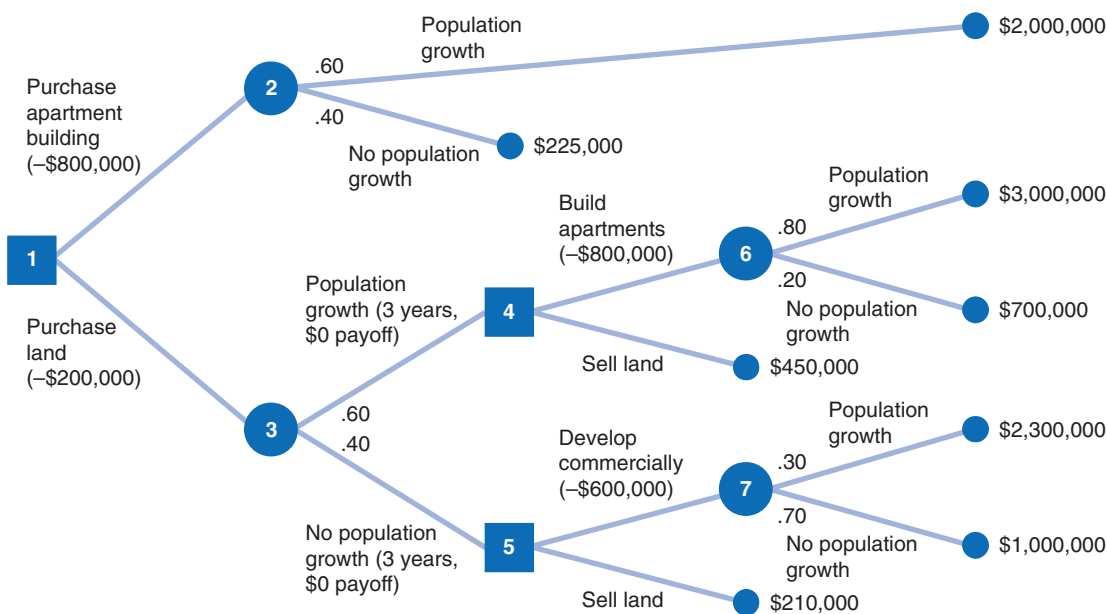 Population
growth
$2,000,000
.60
2
.40
Purchase
apartment
building
(–$800,000)
No population
growth
$225,000
1
Purchase
land
(–$200,000)
Population
growth (3 years,
$0 payoff)
3
.60
.40
No population
growth (3 years,
$0 payoff)
4
Build
apartments
(–$800,000)
6
.80
.20
Population
growth
$3,000,000
No population
growth
$700,000
Sell land
$450,000
5
Develop
commercially
(–$600,000)
7
.30
.70
Population
growth
$2,300,000
No population
growth
$1,000,000
Sell land
$210,000